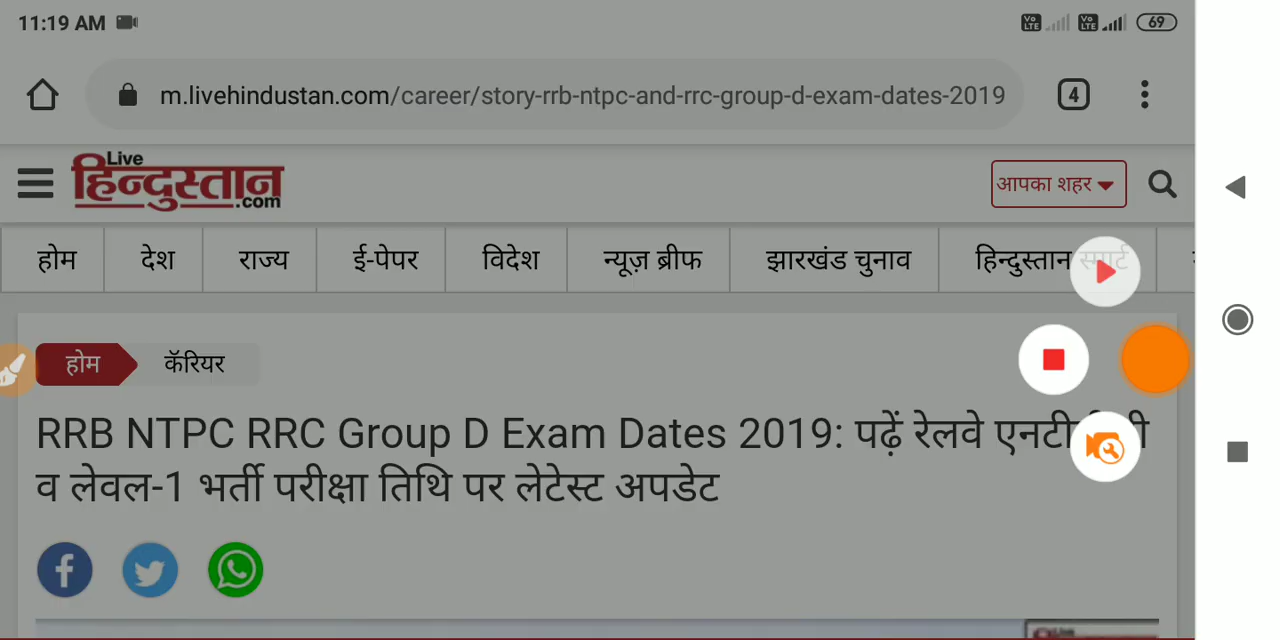 11:19 AM
69
m.livehindustan.com/career/story-rrb-ntpc-and-rrc-group-d-exam-dates-2019
4
Live
हिन्दुस्तान
.com
आपका शहर
होम देश राज्य ई-पेपर विदेश न्यूज़ ब्रीफ झारखंड चुनाव हिन्दुस्तान स्मार्ट
होम कॅरियर
RRB NTPC RRC Group D Exam Dates 2019: पढ़ें रेलवे
व लेवल-1 भर्ती परीक्षा तिथि पर लेटेस्ट अपडेट